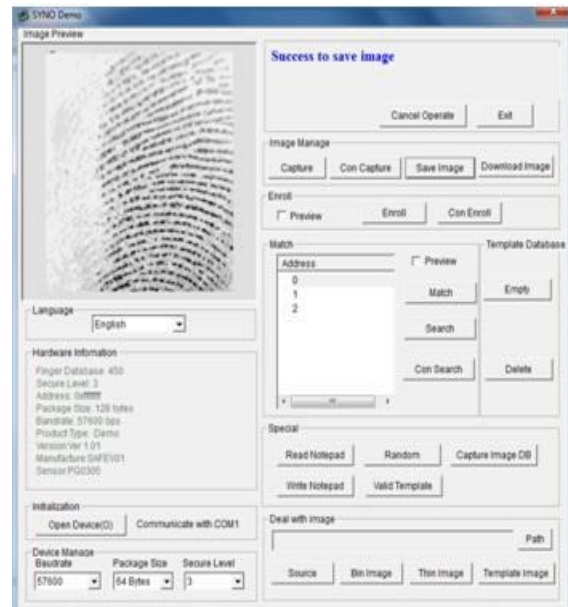 SYNO Demo
Image Preview
Success to save image
Cancel Operate Exit
Image Manage
Capture Con Capture Save Image Download Image
Enroll
Preview Enroll Con Enroll
Match
Address
0
1
2
Preview
Match
Search
Con Search
Template Database
Empty
Delete
Language
English
Hardware Infomation
Finger Database: 450
Secure Level: 3
Address: 0xffffffff
Package Size: 128 bytes
Bandrate: 57600 bps
Product Type: Demo
Version:Ver 1.01
Manufacture:SNFEV01
Sensor:PG0305
Special
Read Notepad Random Capture Image DB
Write Notepad Valid Template
Initialization
Open Device(O) Communicate with COM1
Device Manage
Baudrate Package Size Secure Level
57600 64 Bytes 3
Deal with image
Path
Source Bin Image Thin Image Template Image